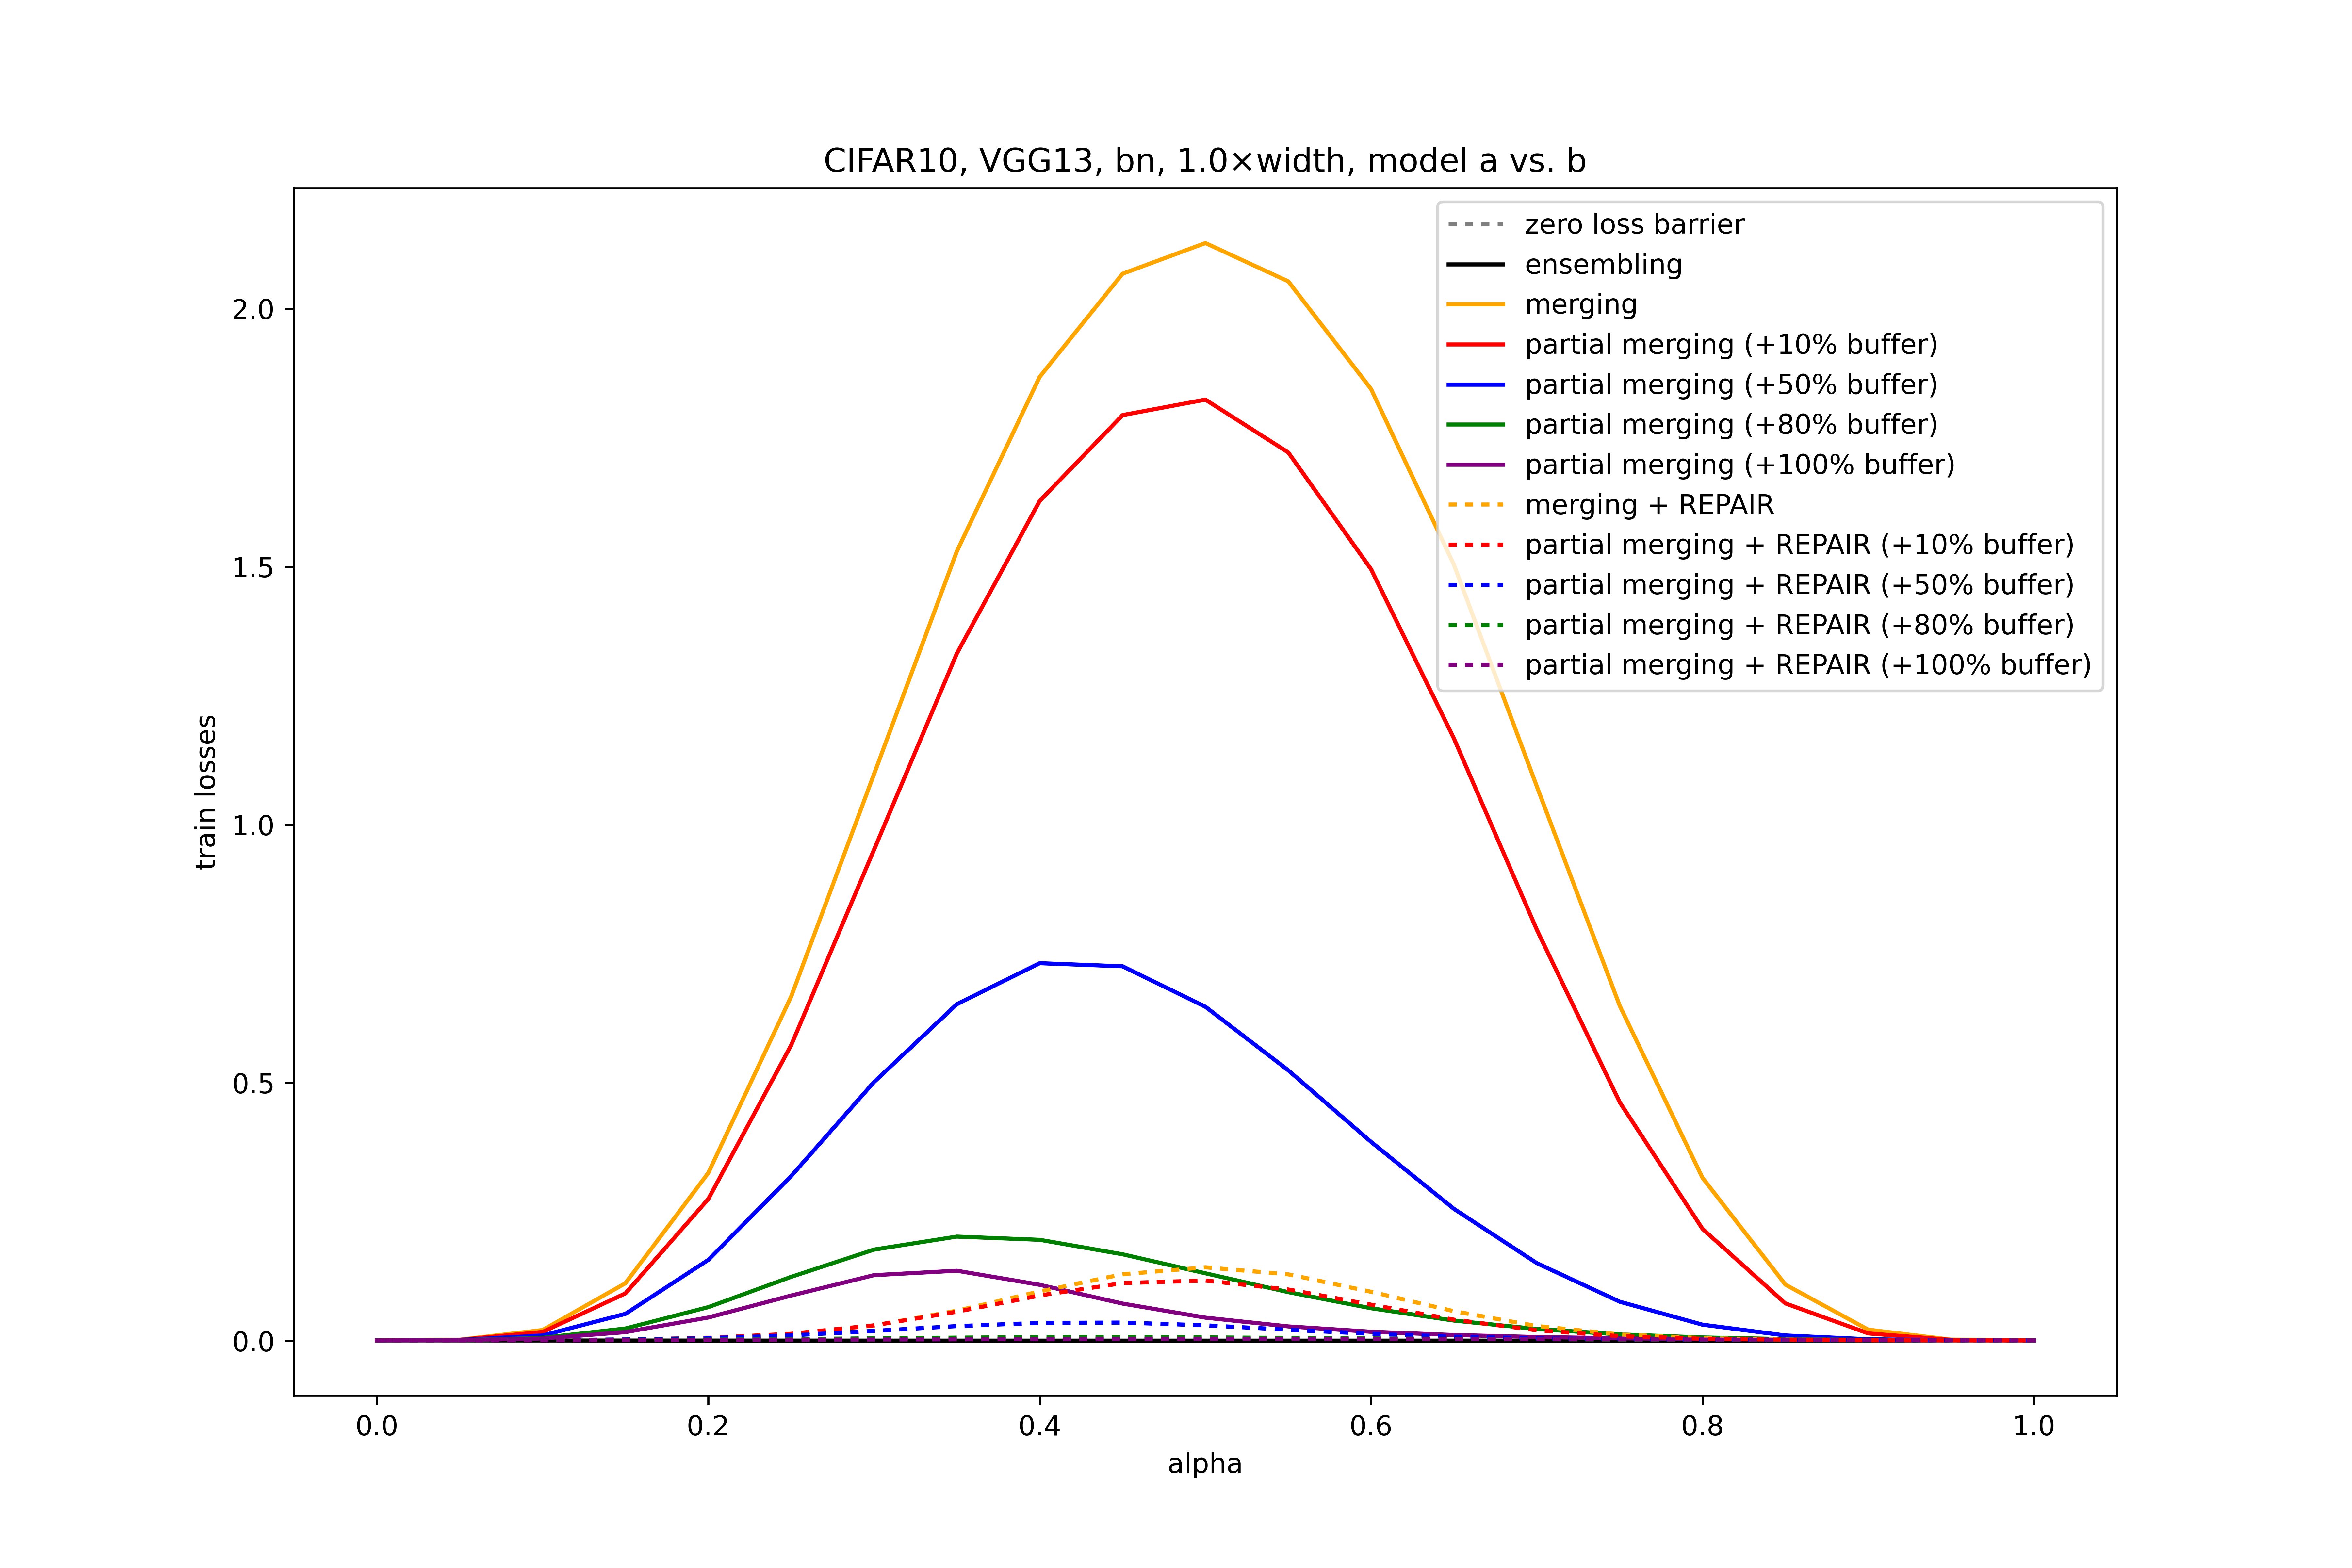 CIFAR10, VGG13, bn, 1.0×width, model a vs. b
zero loss barrier
ensembling
merging
partial merging (+10% buffer)
partial merging (+50% buffer)
partial merging (+80% buffer)
partial merging (+100% buffer)
merging + REPAIR
partial merging + REPAIR (+10% buffer)
partial merging + REPAIR (+50% buffer)
partial merging + REPAIR (+80% buffer)
partial merging + REPAIR (+100% buffer)
train losses
2.0
1.5
1.0
0.5
0.0
0.0 0.2 0.4 0.6 0.8 1.0
alpha